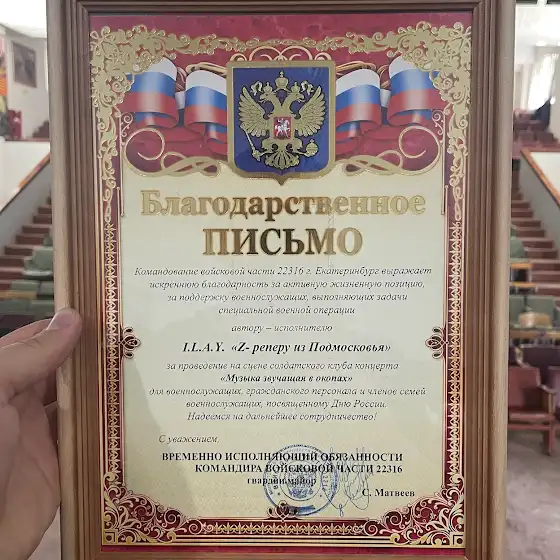 Благодарственное
ПИСЬМО
Командование войсковой части 22316 г. Екатеринбург выражает
искреннюю благодарность за активную жизненную позицию,
за поддержку военнослужащих, выполняющих задачи
специальной военной операции
автору – исполнителю
I.L.A.Y. «Z- реперу из Подмосковья»
за проведение на сцене солдатского клуба концерта
«Музыка звучащая в окопах»
для военнослужащих, гражданского персонала и членов семей
военнослужащих, посвященному Дню России.
Надеемся на дальнейшее сотрудничество!
С уважением,
ВРЕМЕННО ИСПОЛНЯЮЩИЙ ОБЯЗАННОСТИ
КОМАНДИРА ВОЙСКОВОЙ ЧАСТИ 22316
гвардии майор
С. Матвеев